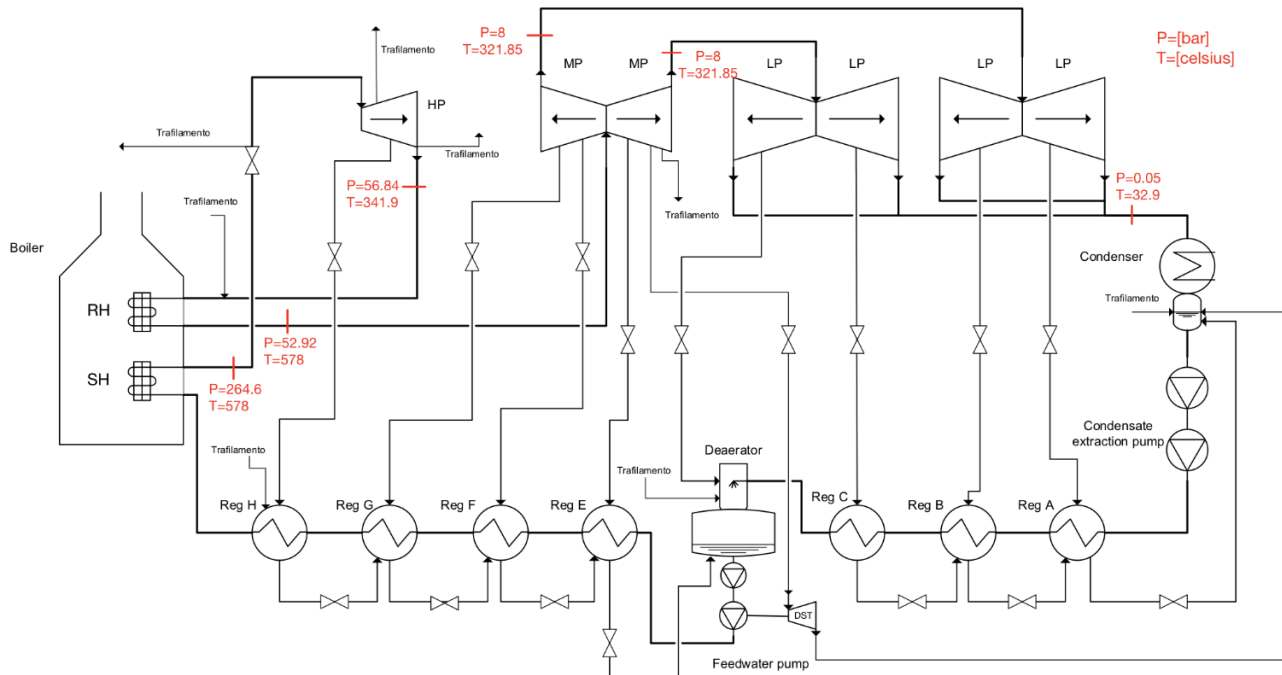 P=8
T=321.85
Trafilamento
MP
MP
P=8
T=321.85
LP
LP
LP
LP
P=[bar]
T=[celsius]
HP
Trafilamento
Trafilamento
P=56.84
T=341.9
P=0.05
T=32.9
Trafilamento
Trafilamento
Boiler
Condenser
Trafilamento
RH
P=52.92
T=578
SH
P=264.6
T=578
Condensate
extraction pump
Trafilamento
Deaerator
Trafilamento
Reg H
Reg G
Reg F
Reg E
Reg C
Reg B
Reg A
DST
Feedwater pump